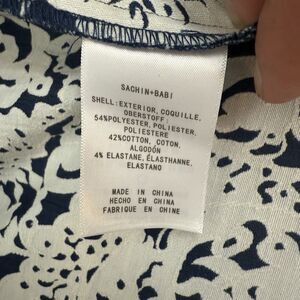 SACHIN+BABI
SHELL:EXTERIOR, COQUILLE,
OBERSTOFF:
54%POLYESTER, POLIESTER,
POLIESTERE
42%COTTON, COTON,
ALGODÓN
4% ELASTANE, ÉLASTHANNE,
ELASTANO
MADE IN CHINA
HECHO EN CHINA
FABRIQUE EN CHINE